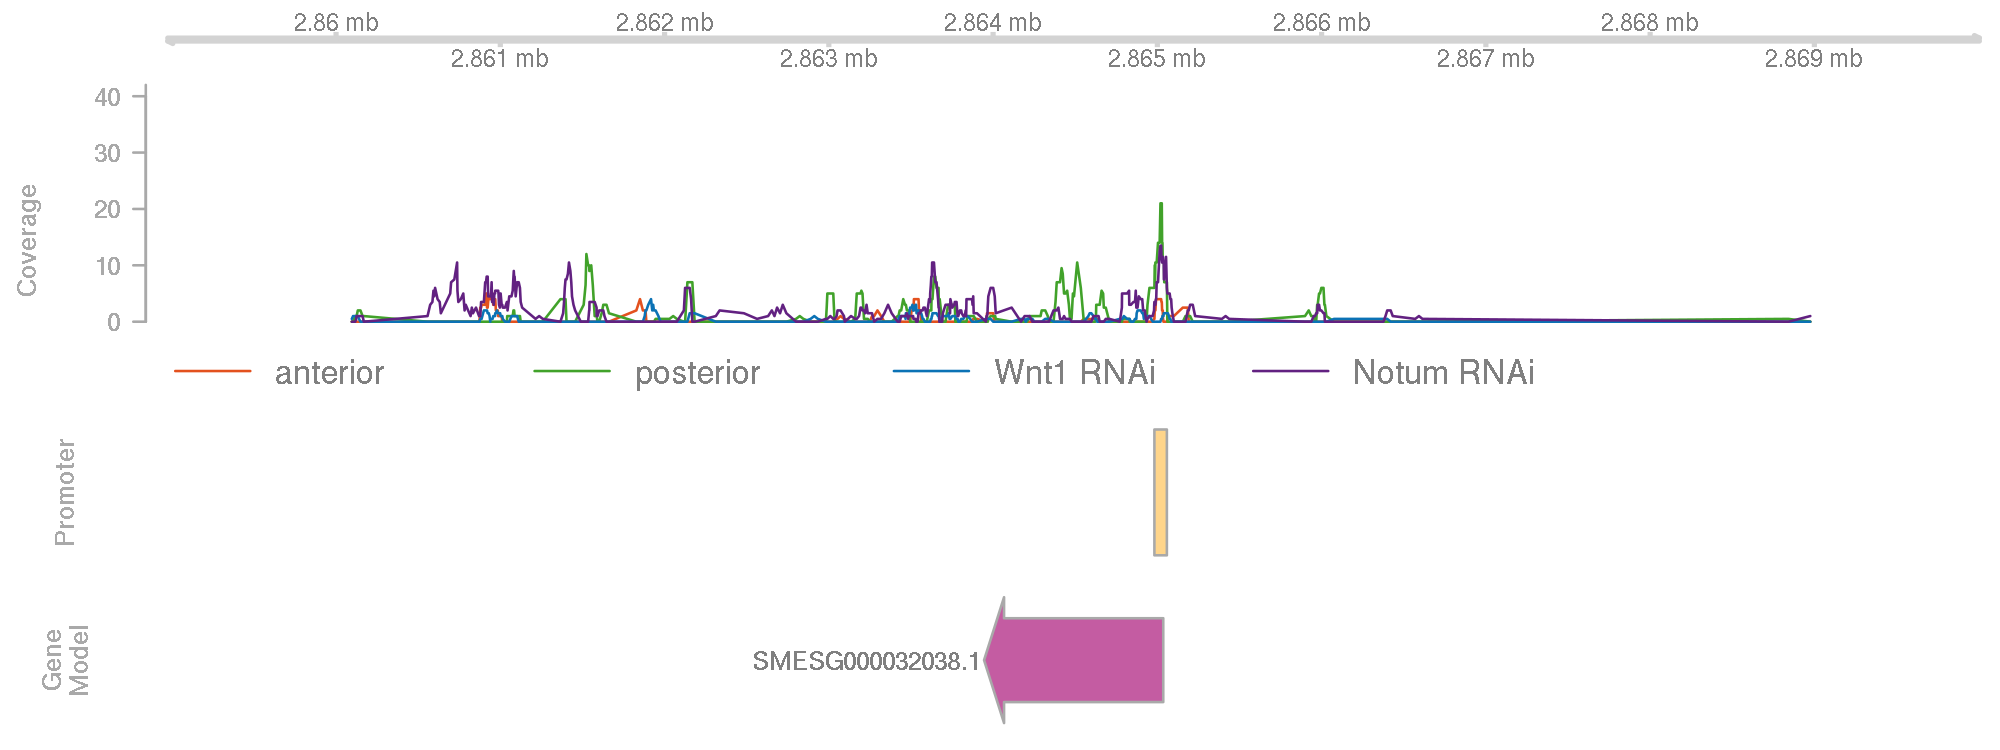 2.86 mb 2.862 mb 2.864 mb 2.866 mb 2.868 mb
2.861 mb 2.863 mb 2.865 mb 2.867 mb 2.869 mb
Coverage
40
30
20
10
0
anterior posterior Wnt1 RNAi Notum RNAi
Promoter
Gene
Model
SMESG000032038.1